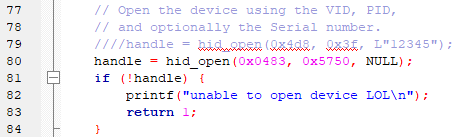 77 // Open the device using the VID, PID,
78 // and optionally the Serial number.
79 ////handle = hid_open(0x4d8, 0x3f, L"12345");
80 handle = hid_open(0x0483, 0x5750, NULL);
81 if (!handle) {
82 printf("unable to open device LOL\n");
83 return 1;
84 }